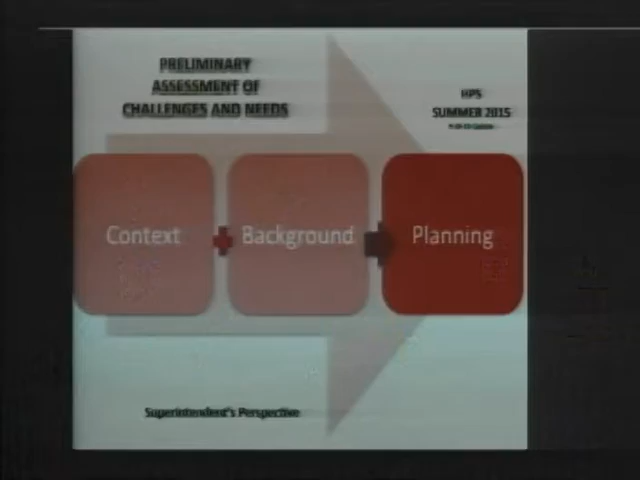 PRELIMINARY
ASSESSMENT OF
CHALLENGES AND NEEDS
HPS
SUMMER 2015
Context
Background
Planning
Superintendent's Perspective